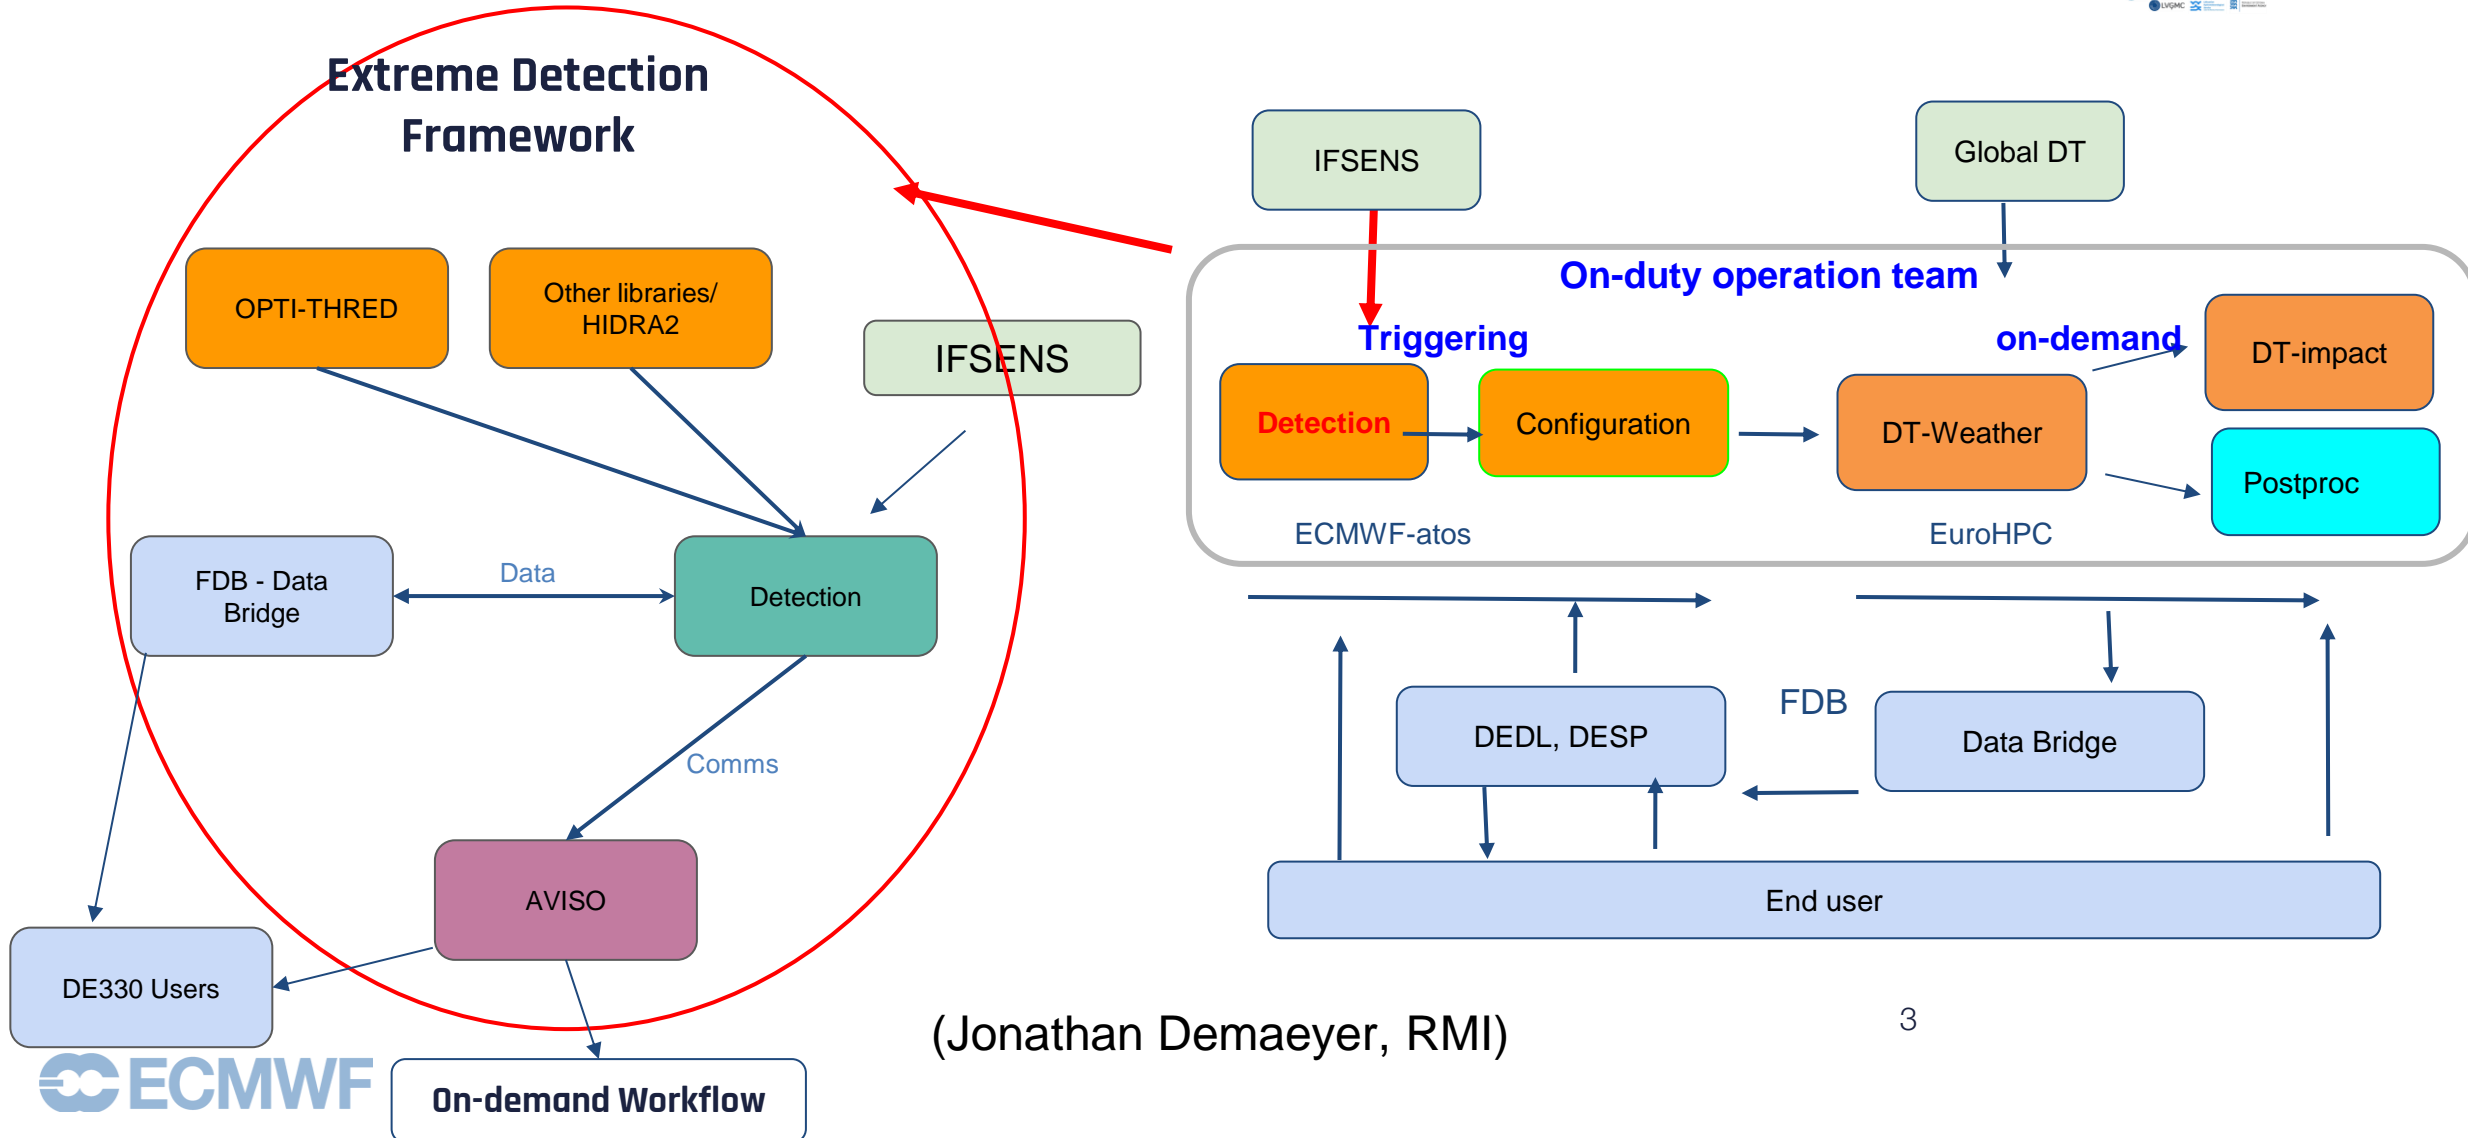 LVGMC
Extreme Detection
Framework
OPTI-THRED
Other libraries/
HIDRA2
IFSENS
FDB - Data
Bridge
Data
Detection
Comms
AVISO
DE330 Users
On-demand Workflow
ECMWF
IFSENS
Global DT
On-duty operation team
Triggering
on-demand
Detection
Configuration
DT-Weather
DT-impact
Postproc
ECMWF-atos
EuroHPC
DEDL, DESP
FDB
Data Bridge
End user
(Jonathan Demaeyer, RMI)
3